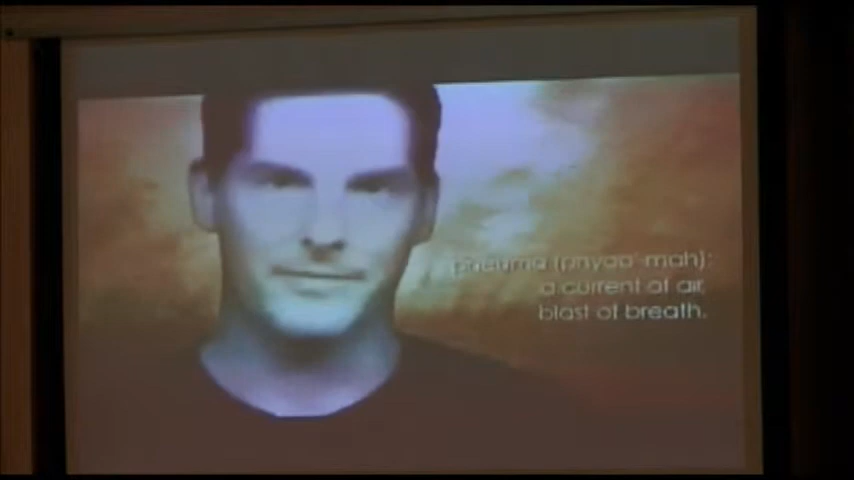 pneuma (pnyoo'-mah):
a current of air,
blast of breath.